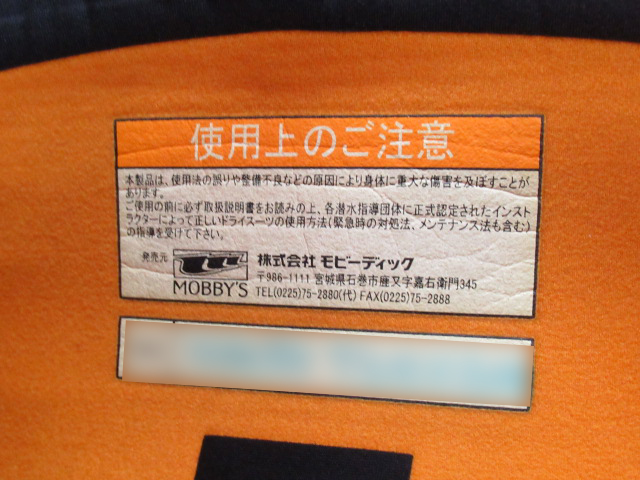 使用上のご注意
本製品は、使用法の誤りや整備不良などの原因により身体に重大な傷害を及ぼすことが
あります。
ご使用の前に必ず取扱説明書をお読みの上、各潜水指導団体に正式認定されたインスト
ラクターによって正しいドライスーツの使用方法(緊急時の対処法、メンテナンス法も含む)
の指導を受けて下さい。
発売元
MOBBY'S
株式会社 モビーディック
〒986-1111 宮城県石巻市鹿又字嘉右衛門345
TEL(0225)75-2880(代) FAX(0225)75-2888